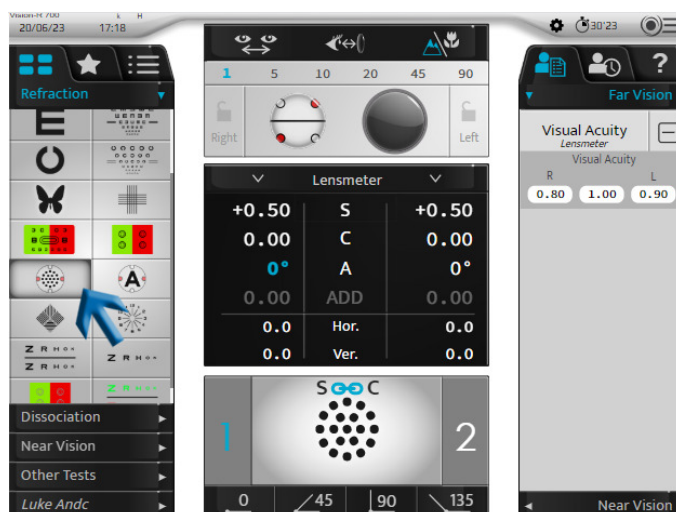 Vision-R 700
20/06/23 17:18
30'23
Refraction
E
Z R H O K
Z R H O K
Z R H O K
A
Dissociation
Near Vision
Other Tests
Luke Andc
1 5 10 20 45 90
Right Left
Lensmeter
+0.50 S +0.50
0.00 C 0.00
0° A 0°
0.00 ADD 0.00
0.0 Hor. 0.0
0.0 Ver. 0.0
S C
1 2
0 45 90 135
?
Far Vision
Visual Acuity
Lensmeter
Visual Acuity
R L
0.80 1.00 0.90
Near Vision